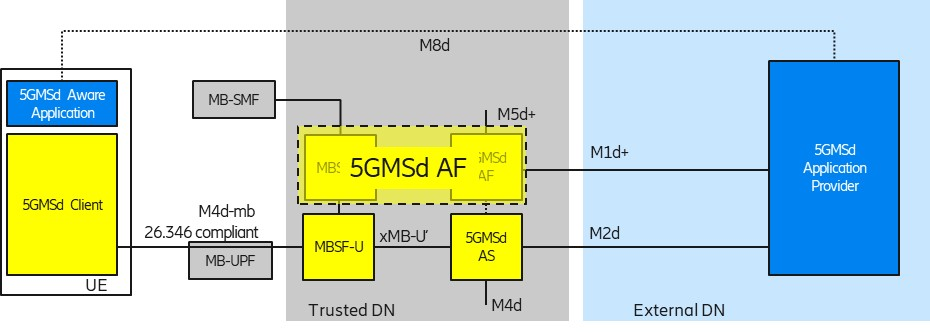 M8d
5GMSd Aware
Application
MB-SMF
M5d+
5GMSd AF
M1d+
5GMSd
Application
Provider
5GMSd Client
M4d-mb
26.346 compliant
MB-UPF
UE
MBSF-U
xMB-U′
5GMSd
AS
M2d
M4d
Trusted DN
External DN